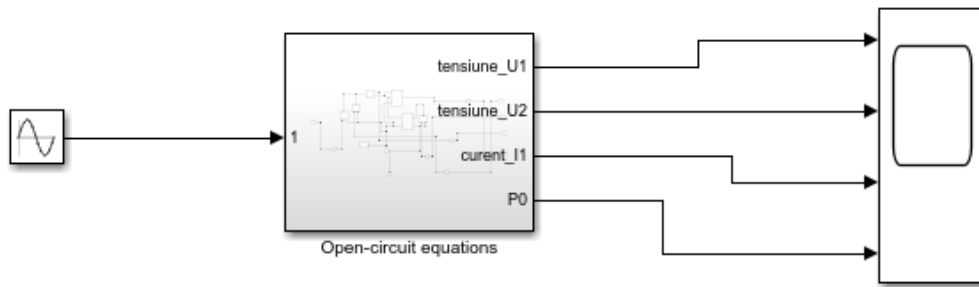 tensiune_U1
tensiune_U2
1
curent_I1
P0
Open-circuit equations